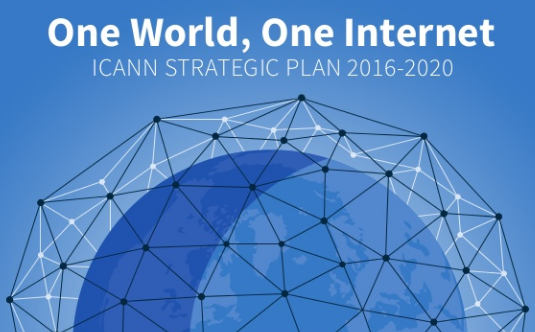 One World, One Internet
ICANN STRATEGIC PLAN 2016-2020